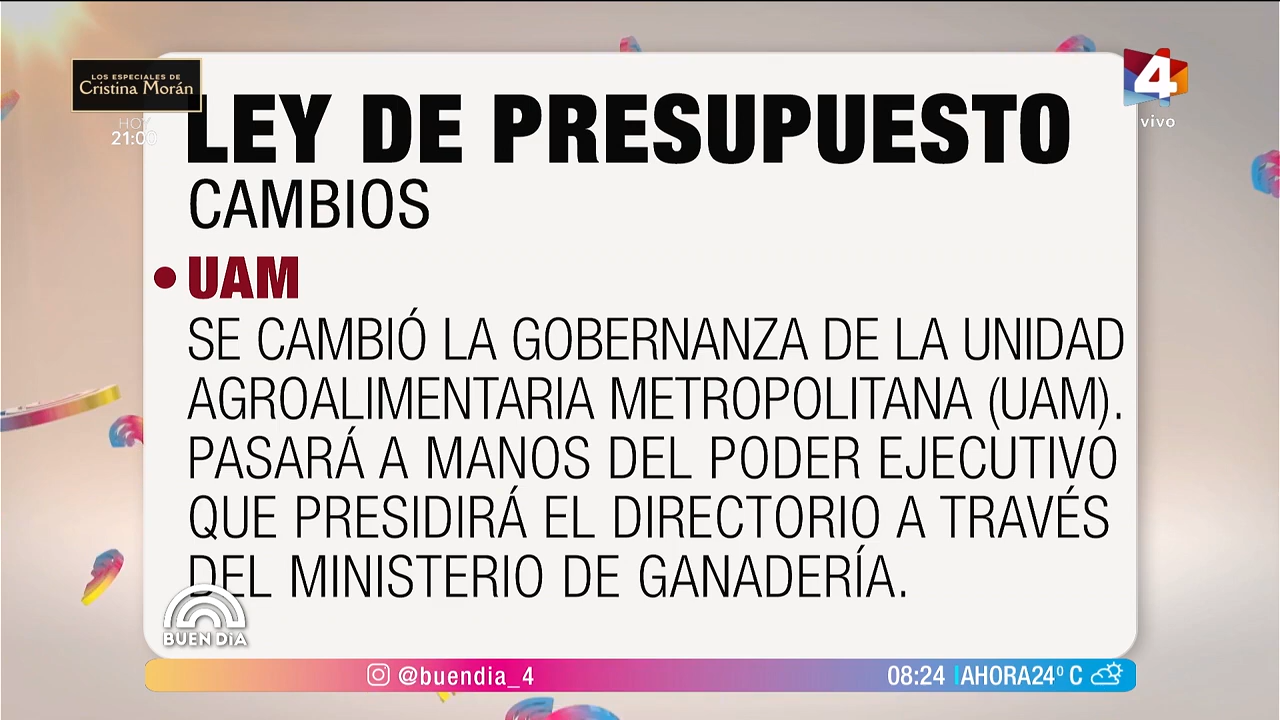 LOS ESPECIALES DE
Cristina Morán
HOY
21:00
4
vivo
LEY DE PRESUPUESTO
CAMBIOS
• UAM
SE CAMBIÓ LA GOBERNANZA DE LA UNIDAD
AGROALIMENTARIA METROPOLITANA (UAM).
PASARÁ A MANOS DEL PODER EJECUTIVO
QUE PRESIDIRÁ EL DIRECTORIO A TRAVÉS
DEL MINISTERIO DE GANADERÍA.
BUEN DÍA
@buendia_4
08:24 AHORA24º C